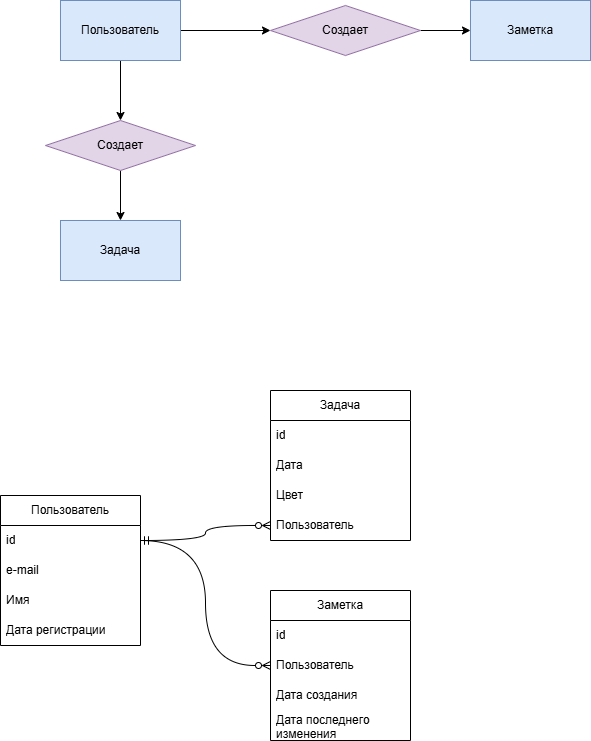 Пользователь
Создает
Заметка
Создает
Задача
Задача
id
Дата
Цвет
Пользователь
Пользователь
id
e-mail
Имя
Дата регистрации
Заметка
id
Пользователь
Дата создания
Дата последнего
изменения